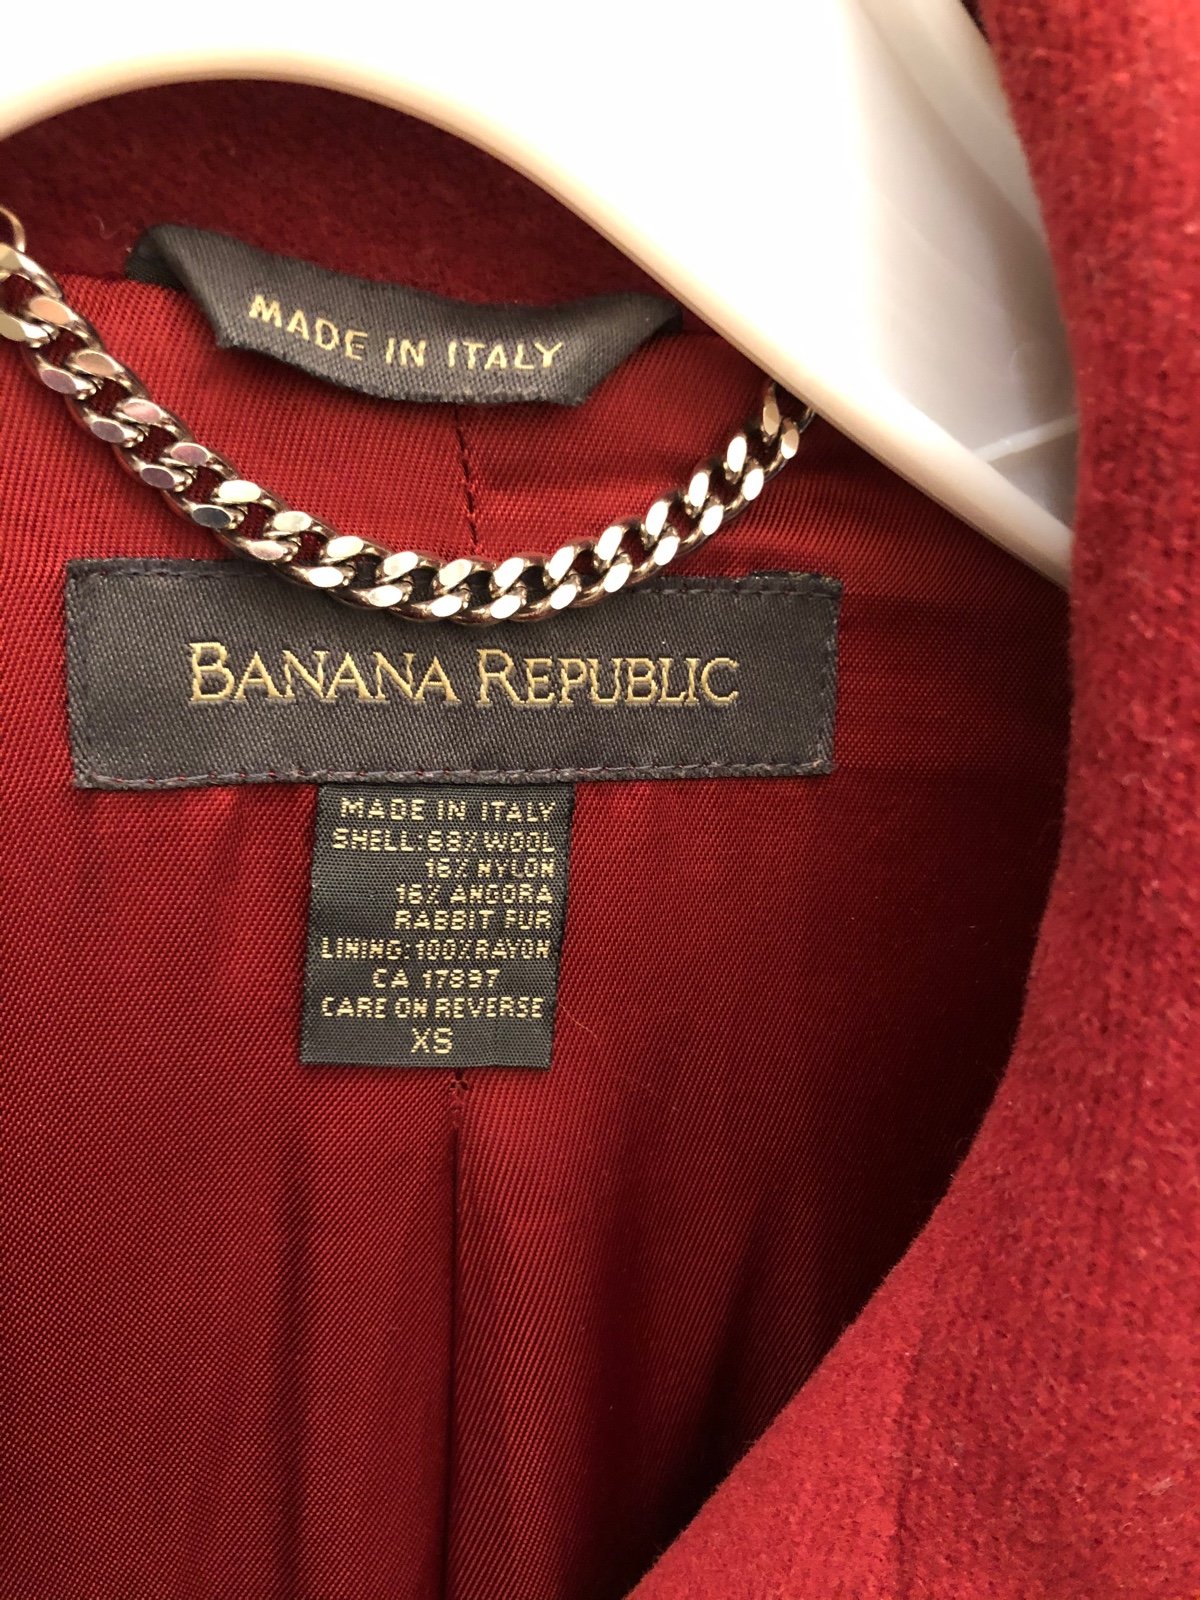 MADE IN ITALY
BANANA REPUBLIC
MADE IN ITALY
SHELL: 68% WOOL
16% NYLON
16% ANGORA
RABBIT FUR
LINING: 100% RAYON
CA 17897
CARE ON REVERSE
XS